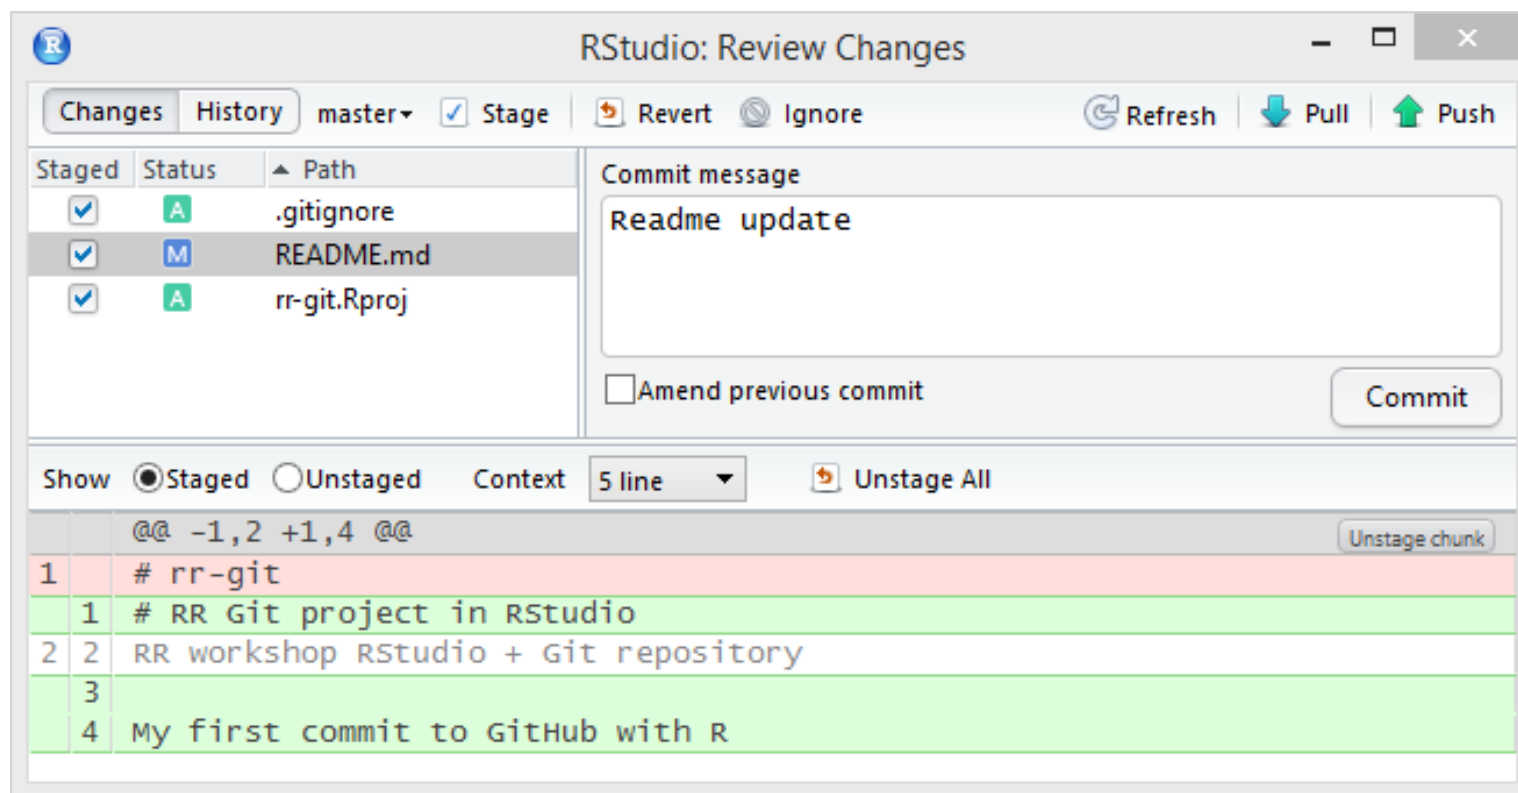 R
RStudio: Review Changes
Changes History master Stage Revert Ignore Refresh Pull Push
Staged Status Path
A .gitignore
M README.md
A rr-git.Rproj
Commit message
Readme update
Amend previous commit
Commit
Show Staged Unstaged Context 5 line Unstage All
@@ -1,2 +1,4 @@ Unstage chunk
1 # rr-git
1 # RR Git project in RStudio
2 2 RR workshop RStudio + Git repository
3
4 My first commit to GitHub with R